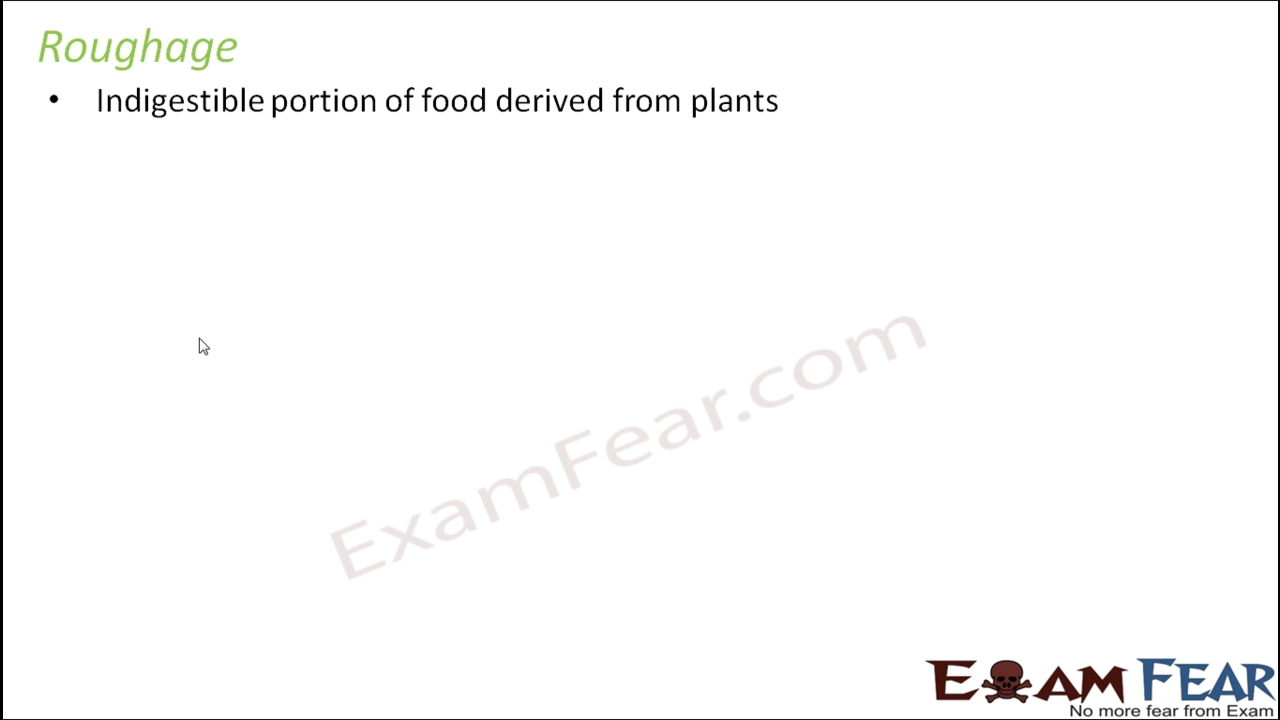 Roughage
• Indigestible portion of food derived from plants
ExamFear.com
EXAM FEAR
No more fear from Exam